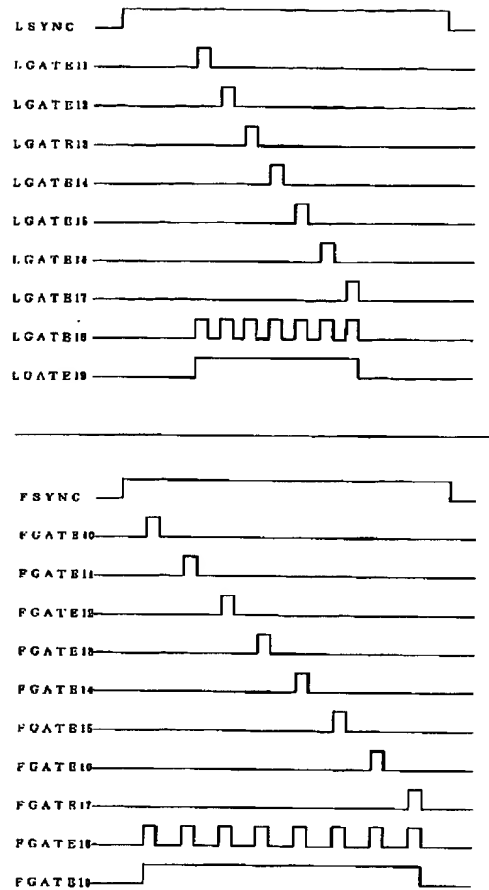 LSYNC
LGATE11
LGATE12
LGATE13
LGATE14
LGATE15
LGATE16
LGATE17
LGATE18
LGATE19
FSYNC
FGATE10
FGATE11
FGATE12
FGATE13
FGATE14
FGATE15
FGATE16
FGATE17
FGATE18
FGATE19